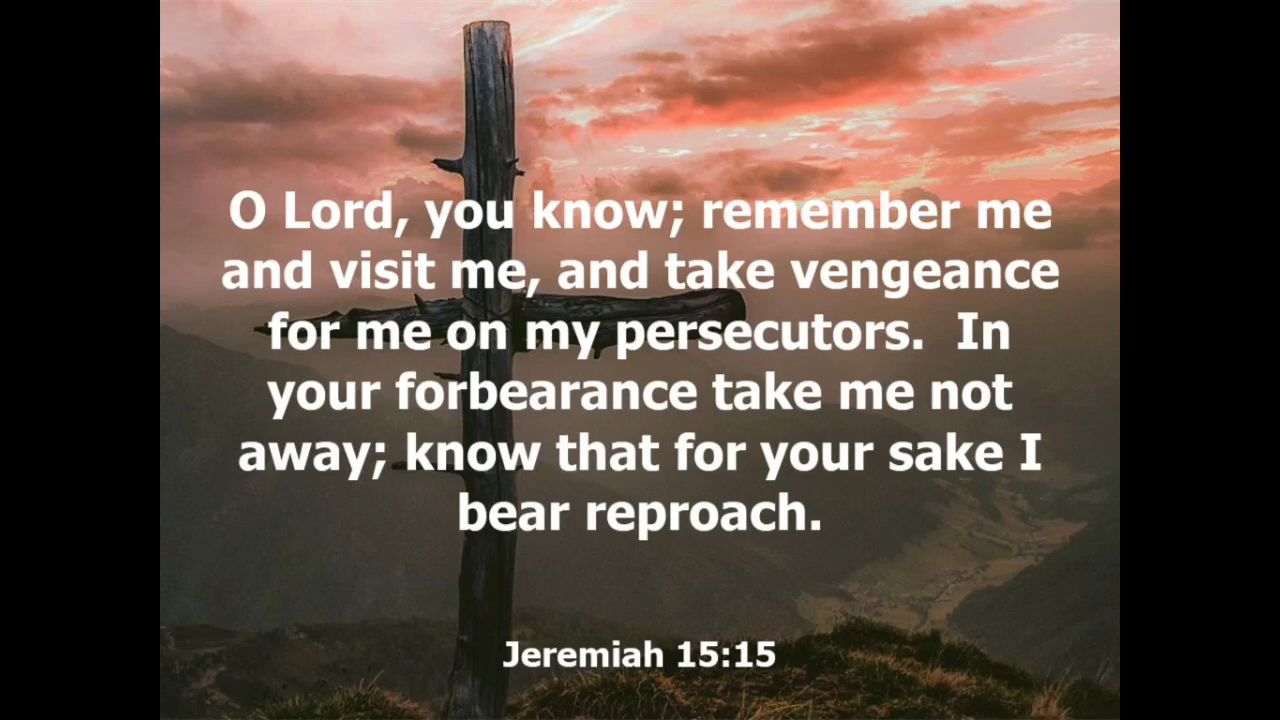 O Lord, you know; remember me
and visit me, and take vengeance
for me on my persecutors.  In
your forbearance take me not
away; know that for your sake I
bear reproach.
Jeremiah 15:15